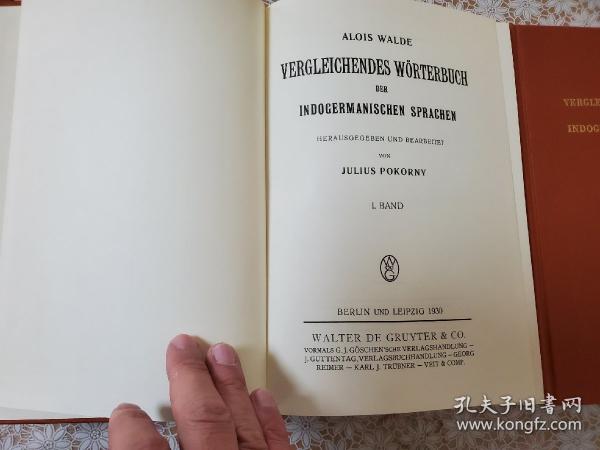 ALOIS WALDE
VERGLEICHENDES WÖRTERBUCH
DER
INDOGERMANISCHEN SPRACHEN
HERAUSGEGEBEN UND BEARBEITET
VON
JULIUS POKORNY
I. BAND
BERLIN UND LEIPZIG 1930
WALTER DE GRUYTER & CO.
VORMALS G. J. GÖSCHEN'SCHE VERLAGSHANDLUNG –
J. GUTTENTAG, VERLAGSBUCHHANDLUNG – GEORG
REIMER – KARL J. TRÜBNER – VEIT & COMP.
VERGLE
INDOGE
孔夫子旧书网
www.kongfz.com